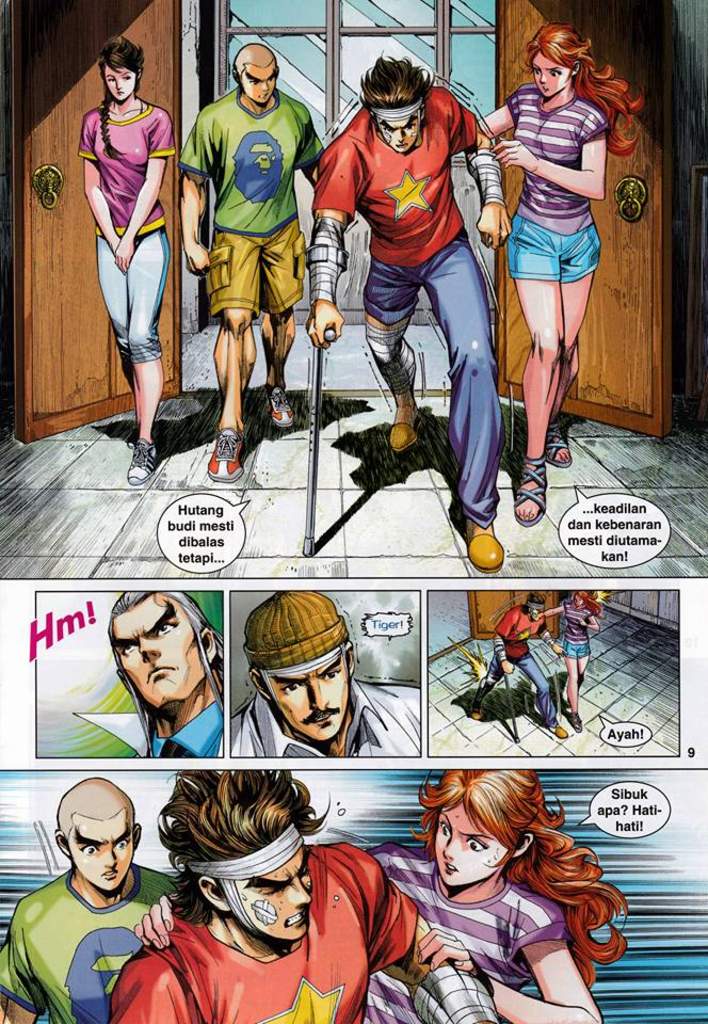 Hutang
budi mesti
dibalas
tetapi...
...keadilan
dan kebenaran
mesti diutama-
kan!
Hm!
Tiger!
Ayah!
9
Sibuk
apa? Hati-
hati!